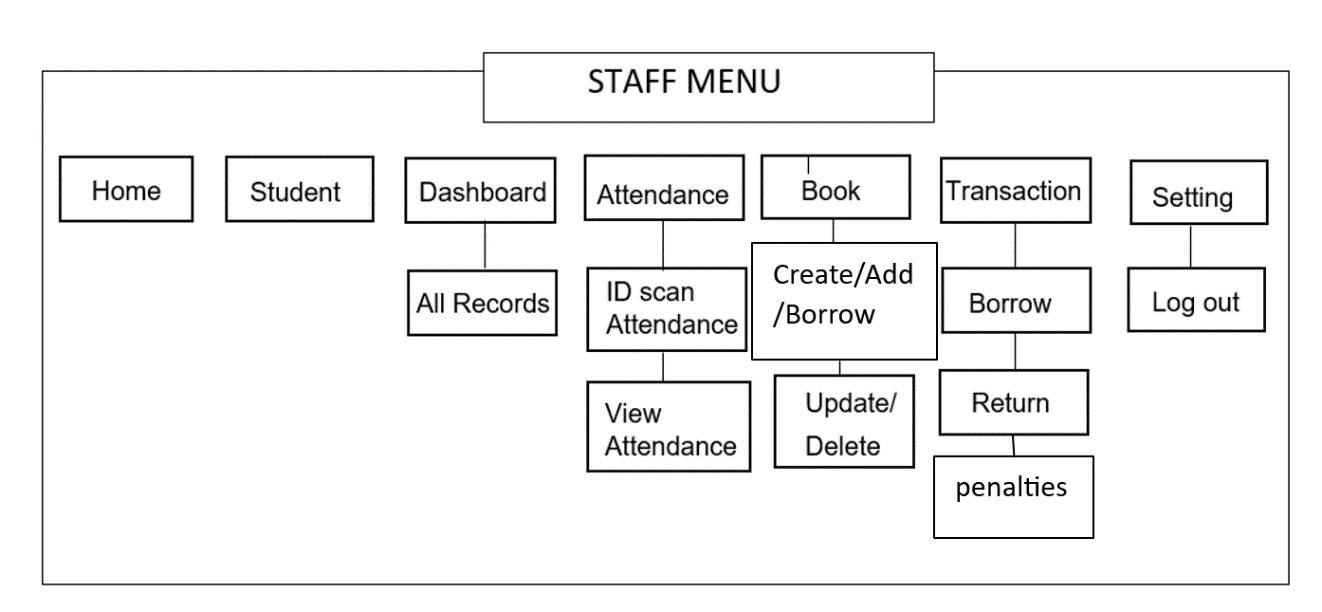 STAFF MENU
Home
Student
Dashboard
Attendance
Book
Transaction
Setting
All Records
ID scan
Attendance
Create/Add
/Borrow
Borrow
Log out
View
Attendance
Update/
Delete
Return
penalties